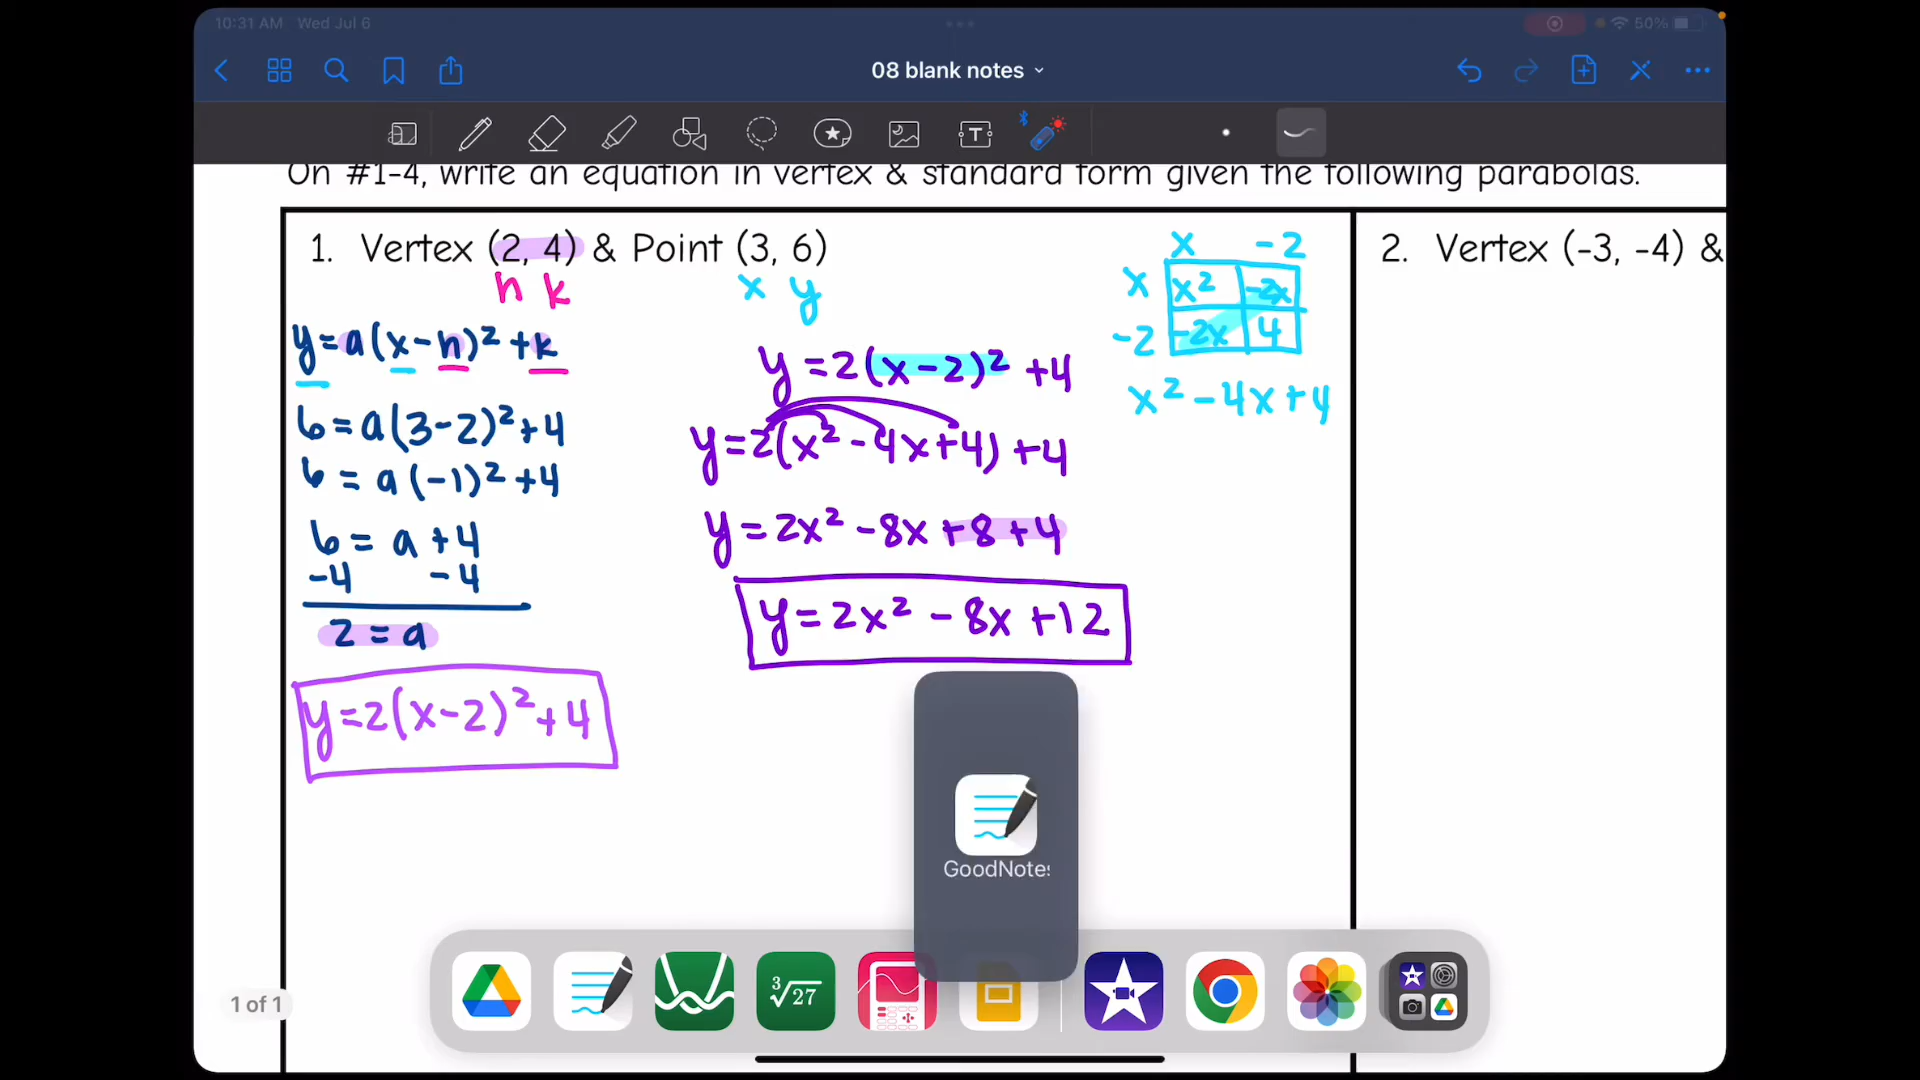 10:31 AM Wed Jul 6
50%
08 blank notes
T
On #1-4, write an equation in vertex & standard form given the following parabolas.
1. Vertex (2, 4) & Point (3, 6)
h k
x y
y=a(x-h)²+k
6=a(3-2)²+4
6=a(-1)²+4
6=a+4
-4 -4
2=a
y=2(x-2)²+4
y=2(x-2)²+4
y=2(x²-4x+4)+4
y=2x²-8x+8+4
y=2x²-8x+12
x -2
x x² -2x
-2 -2x 4
x²-4x+4
2. Vertex (-3, -4) &
GoodNotes
1 of 1
³√27